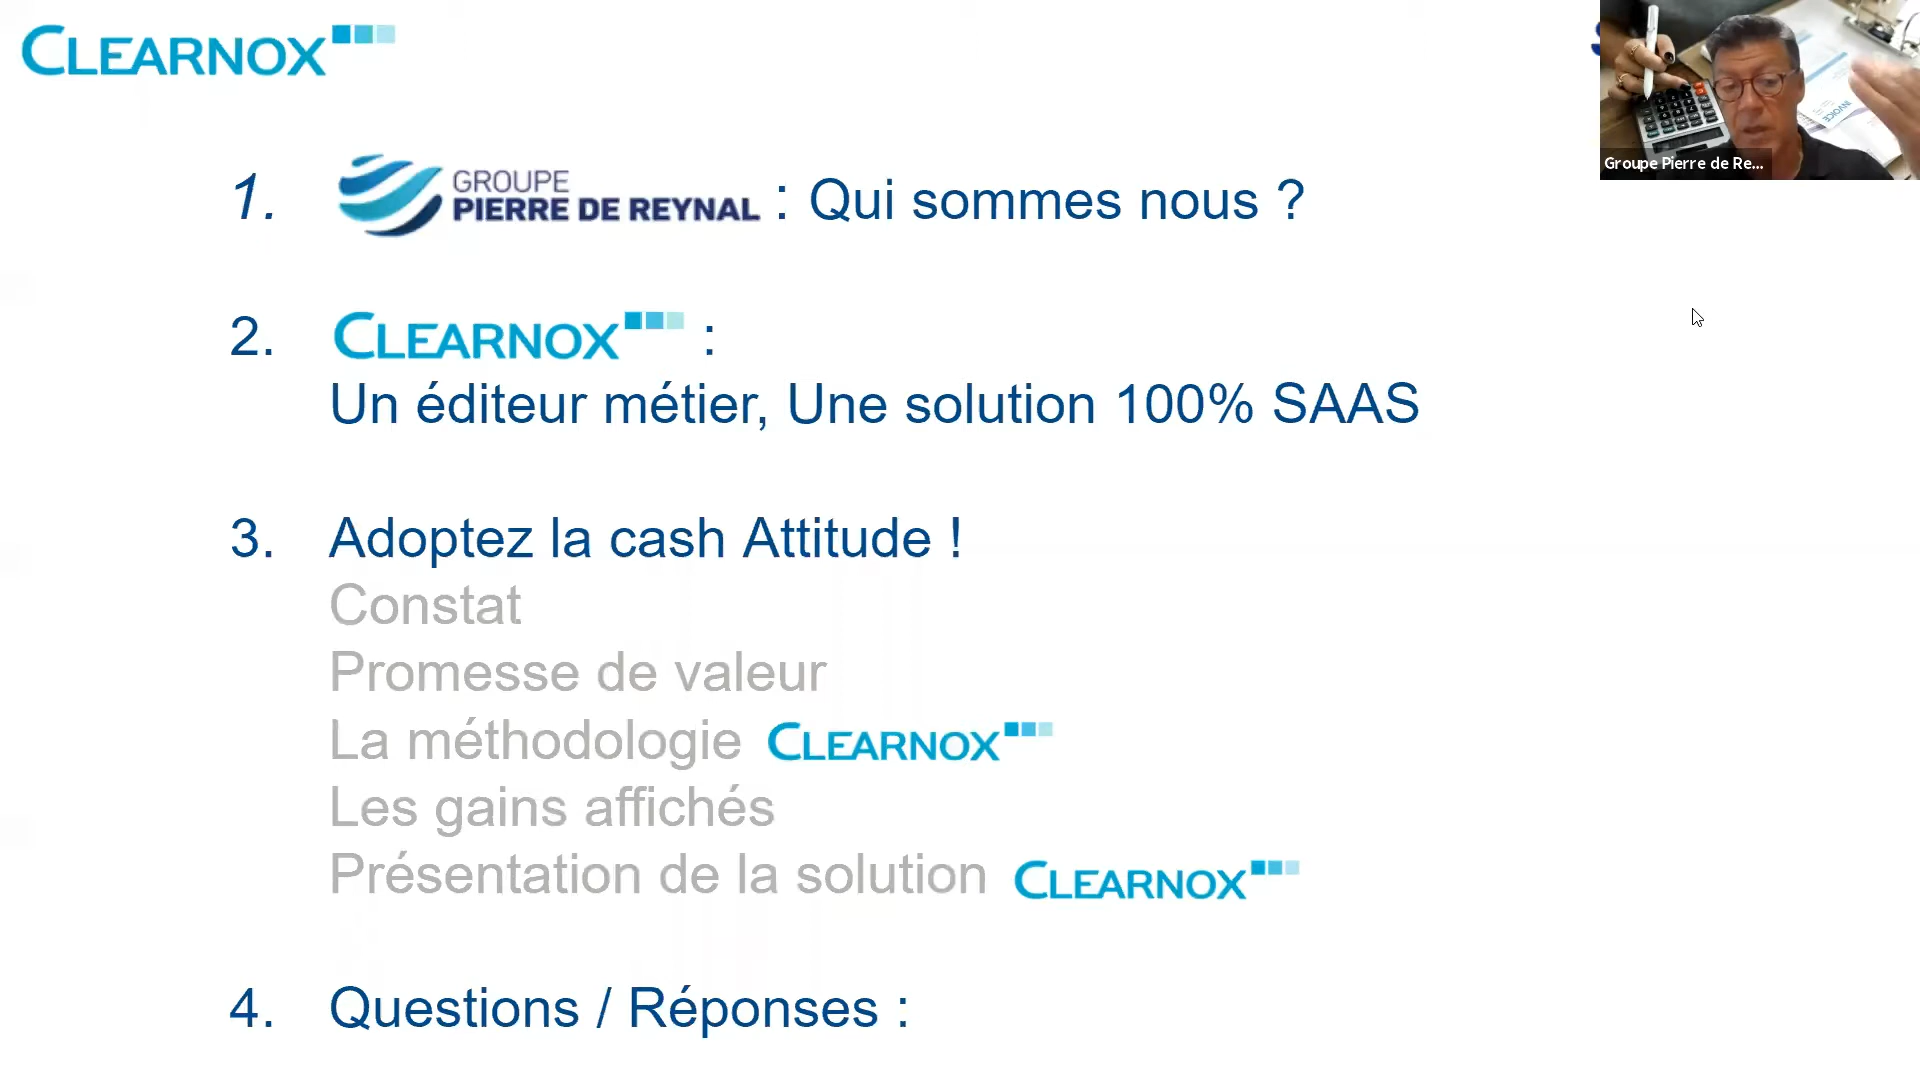 CLEARNOX
Groupe Pierre de Re...
INVOICE
1. GROUPE PIERRE DE REYNAL : Qui sommes nous ?
2. CLEARNOX :
Un éditeur métier, Une solution 100% SAAS
3. Adoptez la cash Attitude !
Constat
Promesse de valeur
La méthodologie CLEARNOX
Les gains affichés
Présentation de la solution CLEARNOX
4. Questions / Réponses :